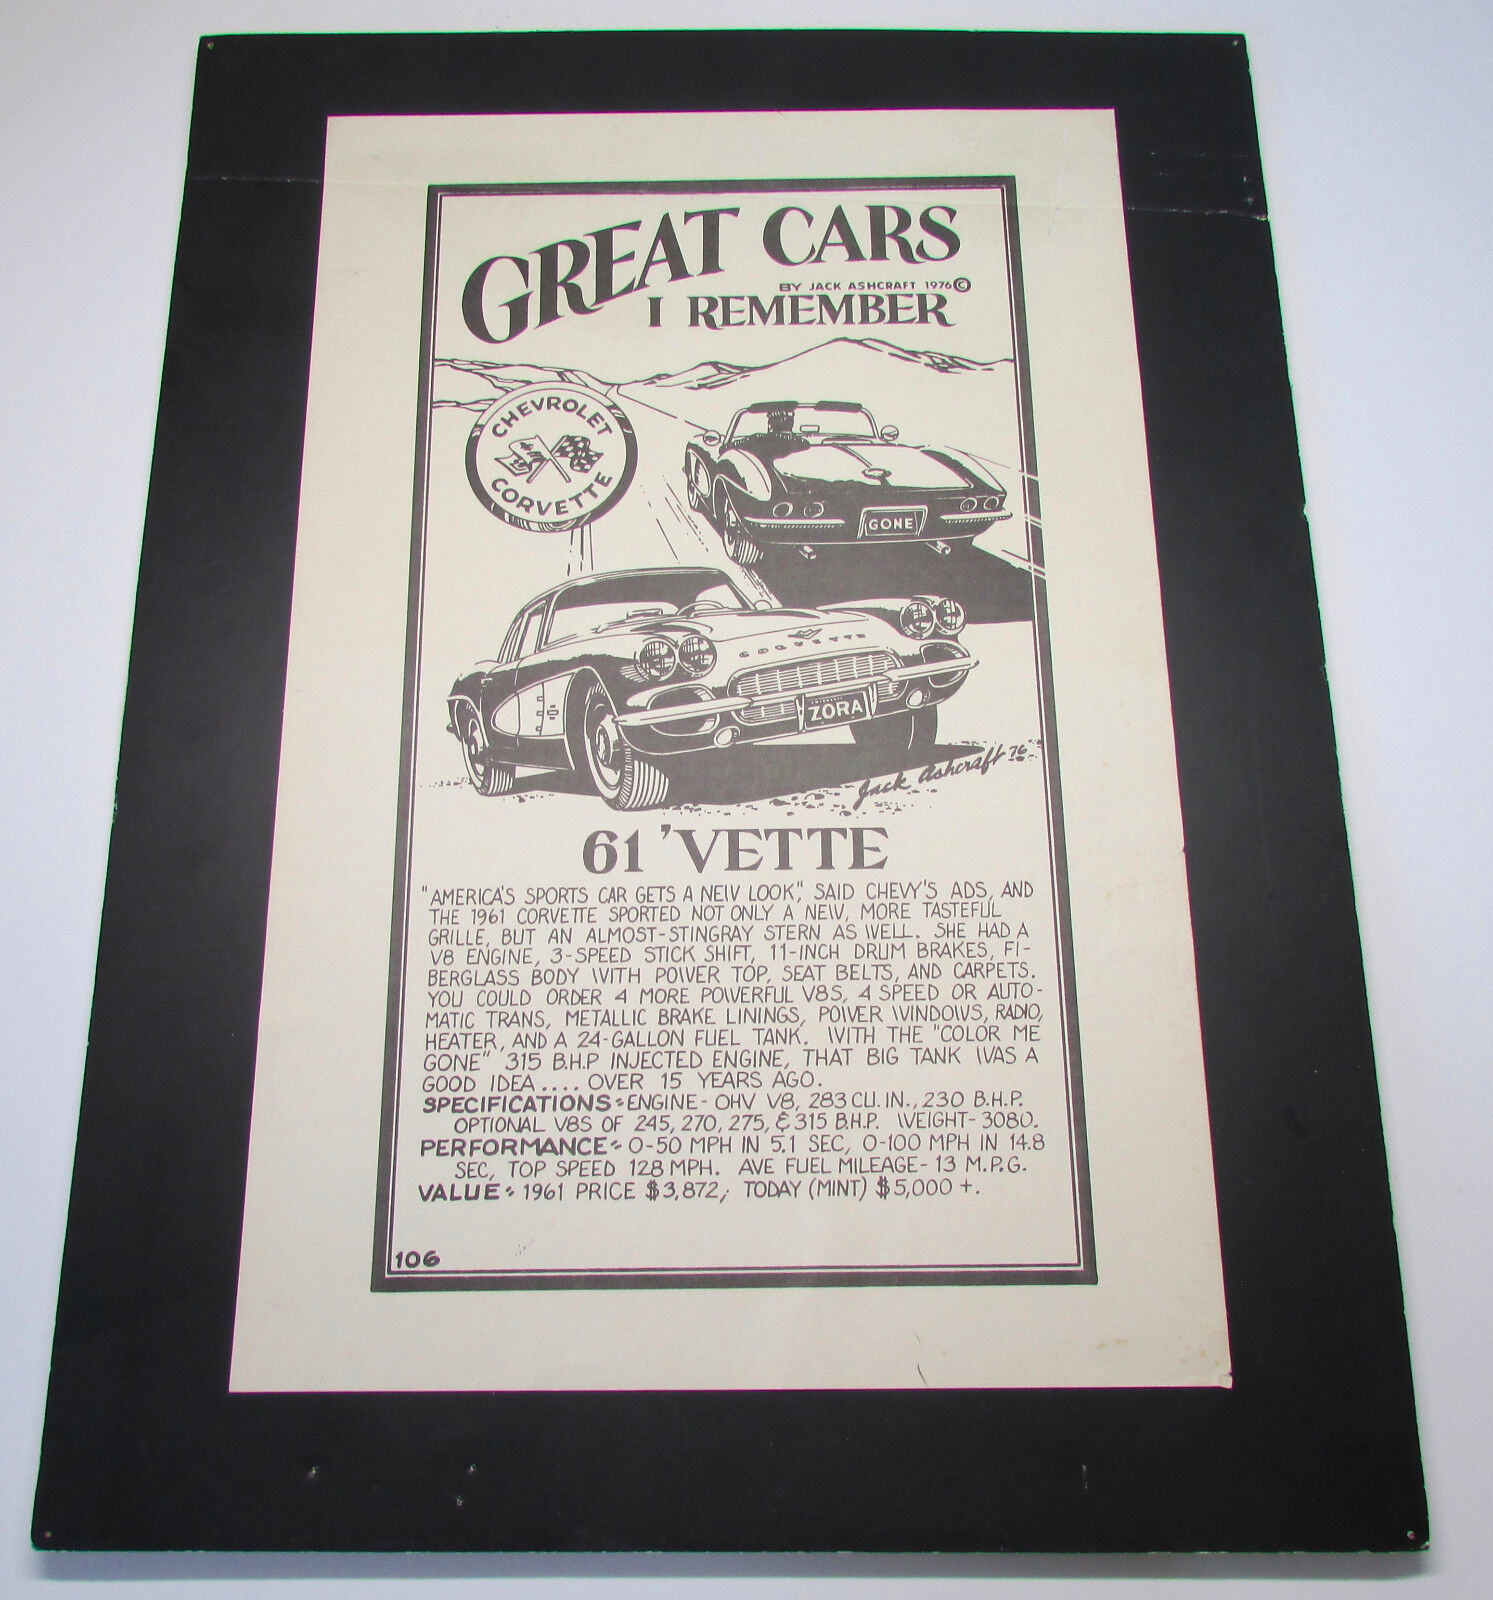 GREAT CARS
BY JACK ASHCRAFT 1976 ©
I REMEMBER
CHEVROLET
CORVETTE
GONE
CORVETTE
ZORA
Jack Ashcraft 76
61 'VETTE
"AMERICA'S SPORTS CAR GETS A NEW LOOK", SAID CHEVY'S ADS, AND
THE 1961 CORVETTE SPORTED NOT ONLY A NEW, MORE TASTEFUL
GRILLE, BUT AN ALMOST-STINGRAY STERN AS WELL. SHE HAD A
V8 ENGINE, 3-SPEED STICK SHIFT, 11-INCH DRUM BRAKES, FI-
BERGLASS BODY WITH POWER TOP, SEAT BELTS, AND CARPETS.
YOU COULD ORDER 4 MORE POWERFUL V8S, 4 SPEED OR AUTO-
MATIC TRANS, METALLIC BRAKE LININGS, POWER WINDOWS, RADIO,
HEATER, AND A 24-GALLON FUEL TANK. WITH THE "COLOR ME
GONE" 315 B.H.P INJECTED ENGINE, THAT BIG TANK WAS A
GOOD IDEA.... OVER 15 YEARS AGO.
SPECIFICATIONS: ENGINE- OHV V8, 283 CU. IN., 230 B.H.P.
OPTIONAL V8S OF 245, 270, 275, & 315 B.H.P. WEIGHT- 3080.
PERFORMANCE: 0-50 MPH IN 5.1 SEC, 0-100 MPH IN 14.8
SEC, TOP SPEED 128 MPH. AVE FUEL MILEAGE- 13 M.P.G.
VALUE: 1961 PRICE $3,872; TODAY (MINT) $5,000 +.
106